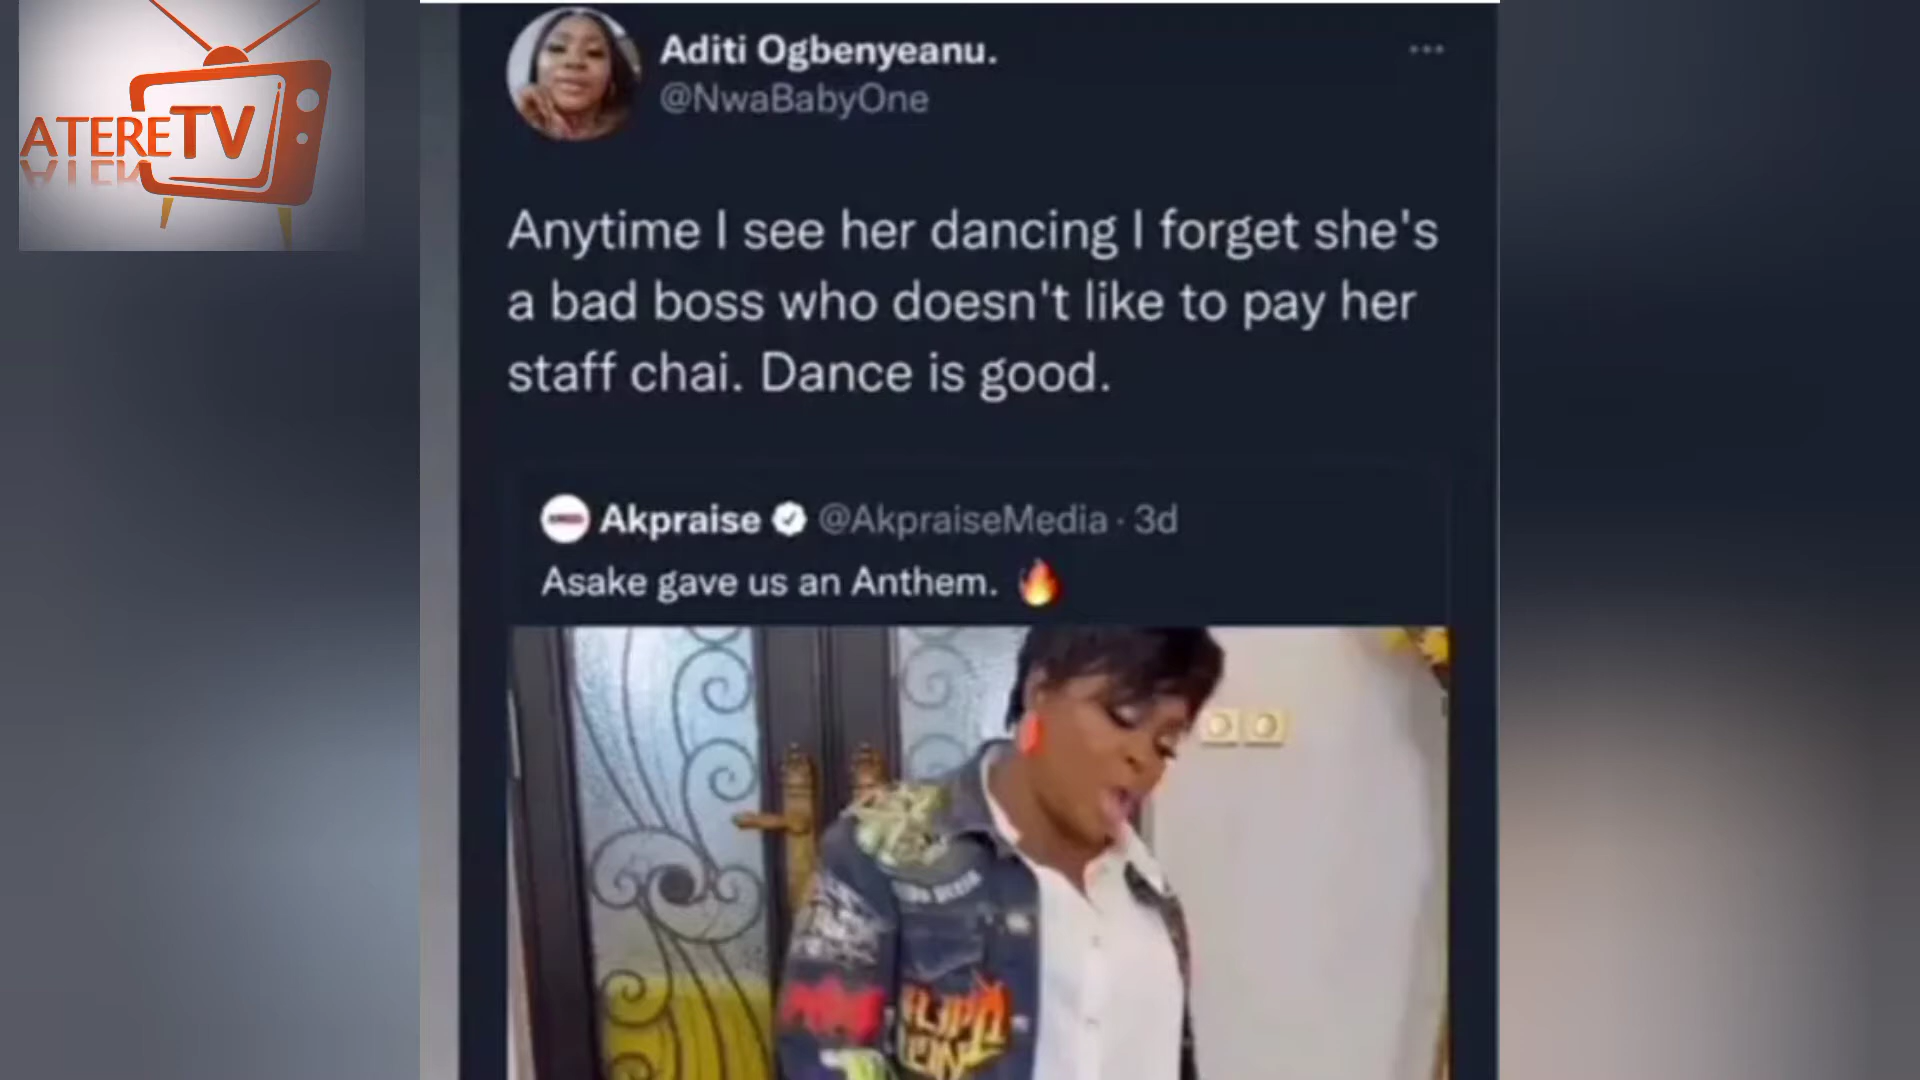 ATERETV
Aditi Ogbenyeanu.
@NwaBabyOne
Anytime I see her dancing I forget she's
a bad boss who doesn't like to pay her
staff chai. Dance is good.
Akpraise @AkpraiseMedia · 3d
Asake gave us an Anthem. 🔥